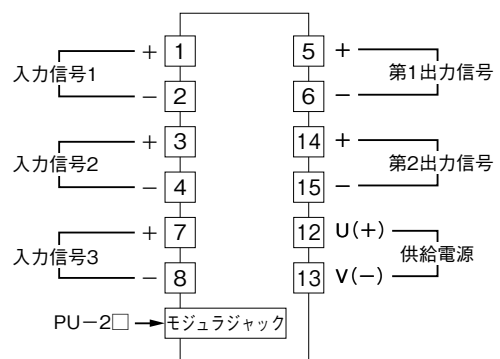 入力信号1
+ 1
− 2
入力信号2
+ 3
− 4
入力信号3
+ 7
− 8
PU−2□ モジュラジャック
5 +
6 −
第1出力信号
14 +
15 −
第2出力信号
12 U(+)
13 V(−)
供給電源